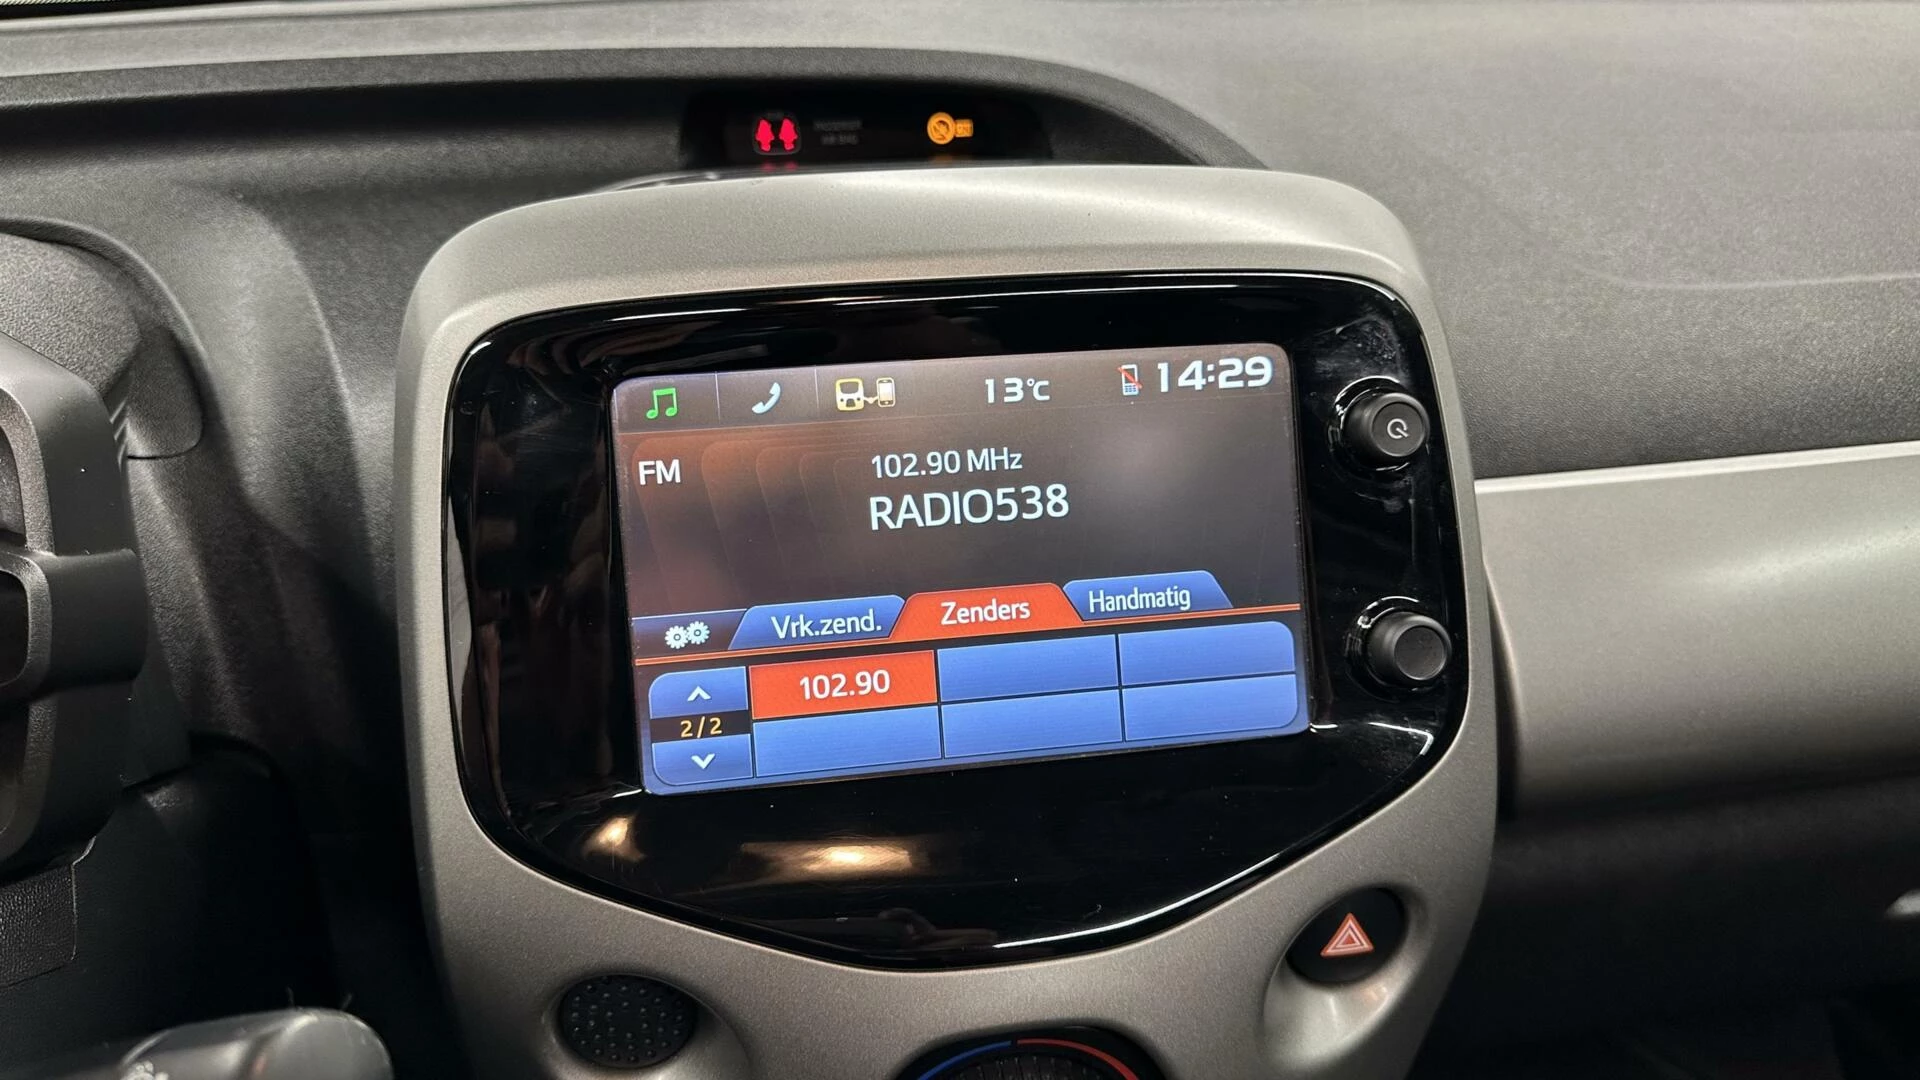 13°C
14:29
FM
102.90 MHz
RADIO538
Vrk.zend.
Zenders
Handmatig
102.90
2/2